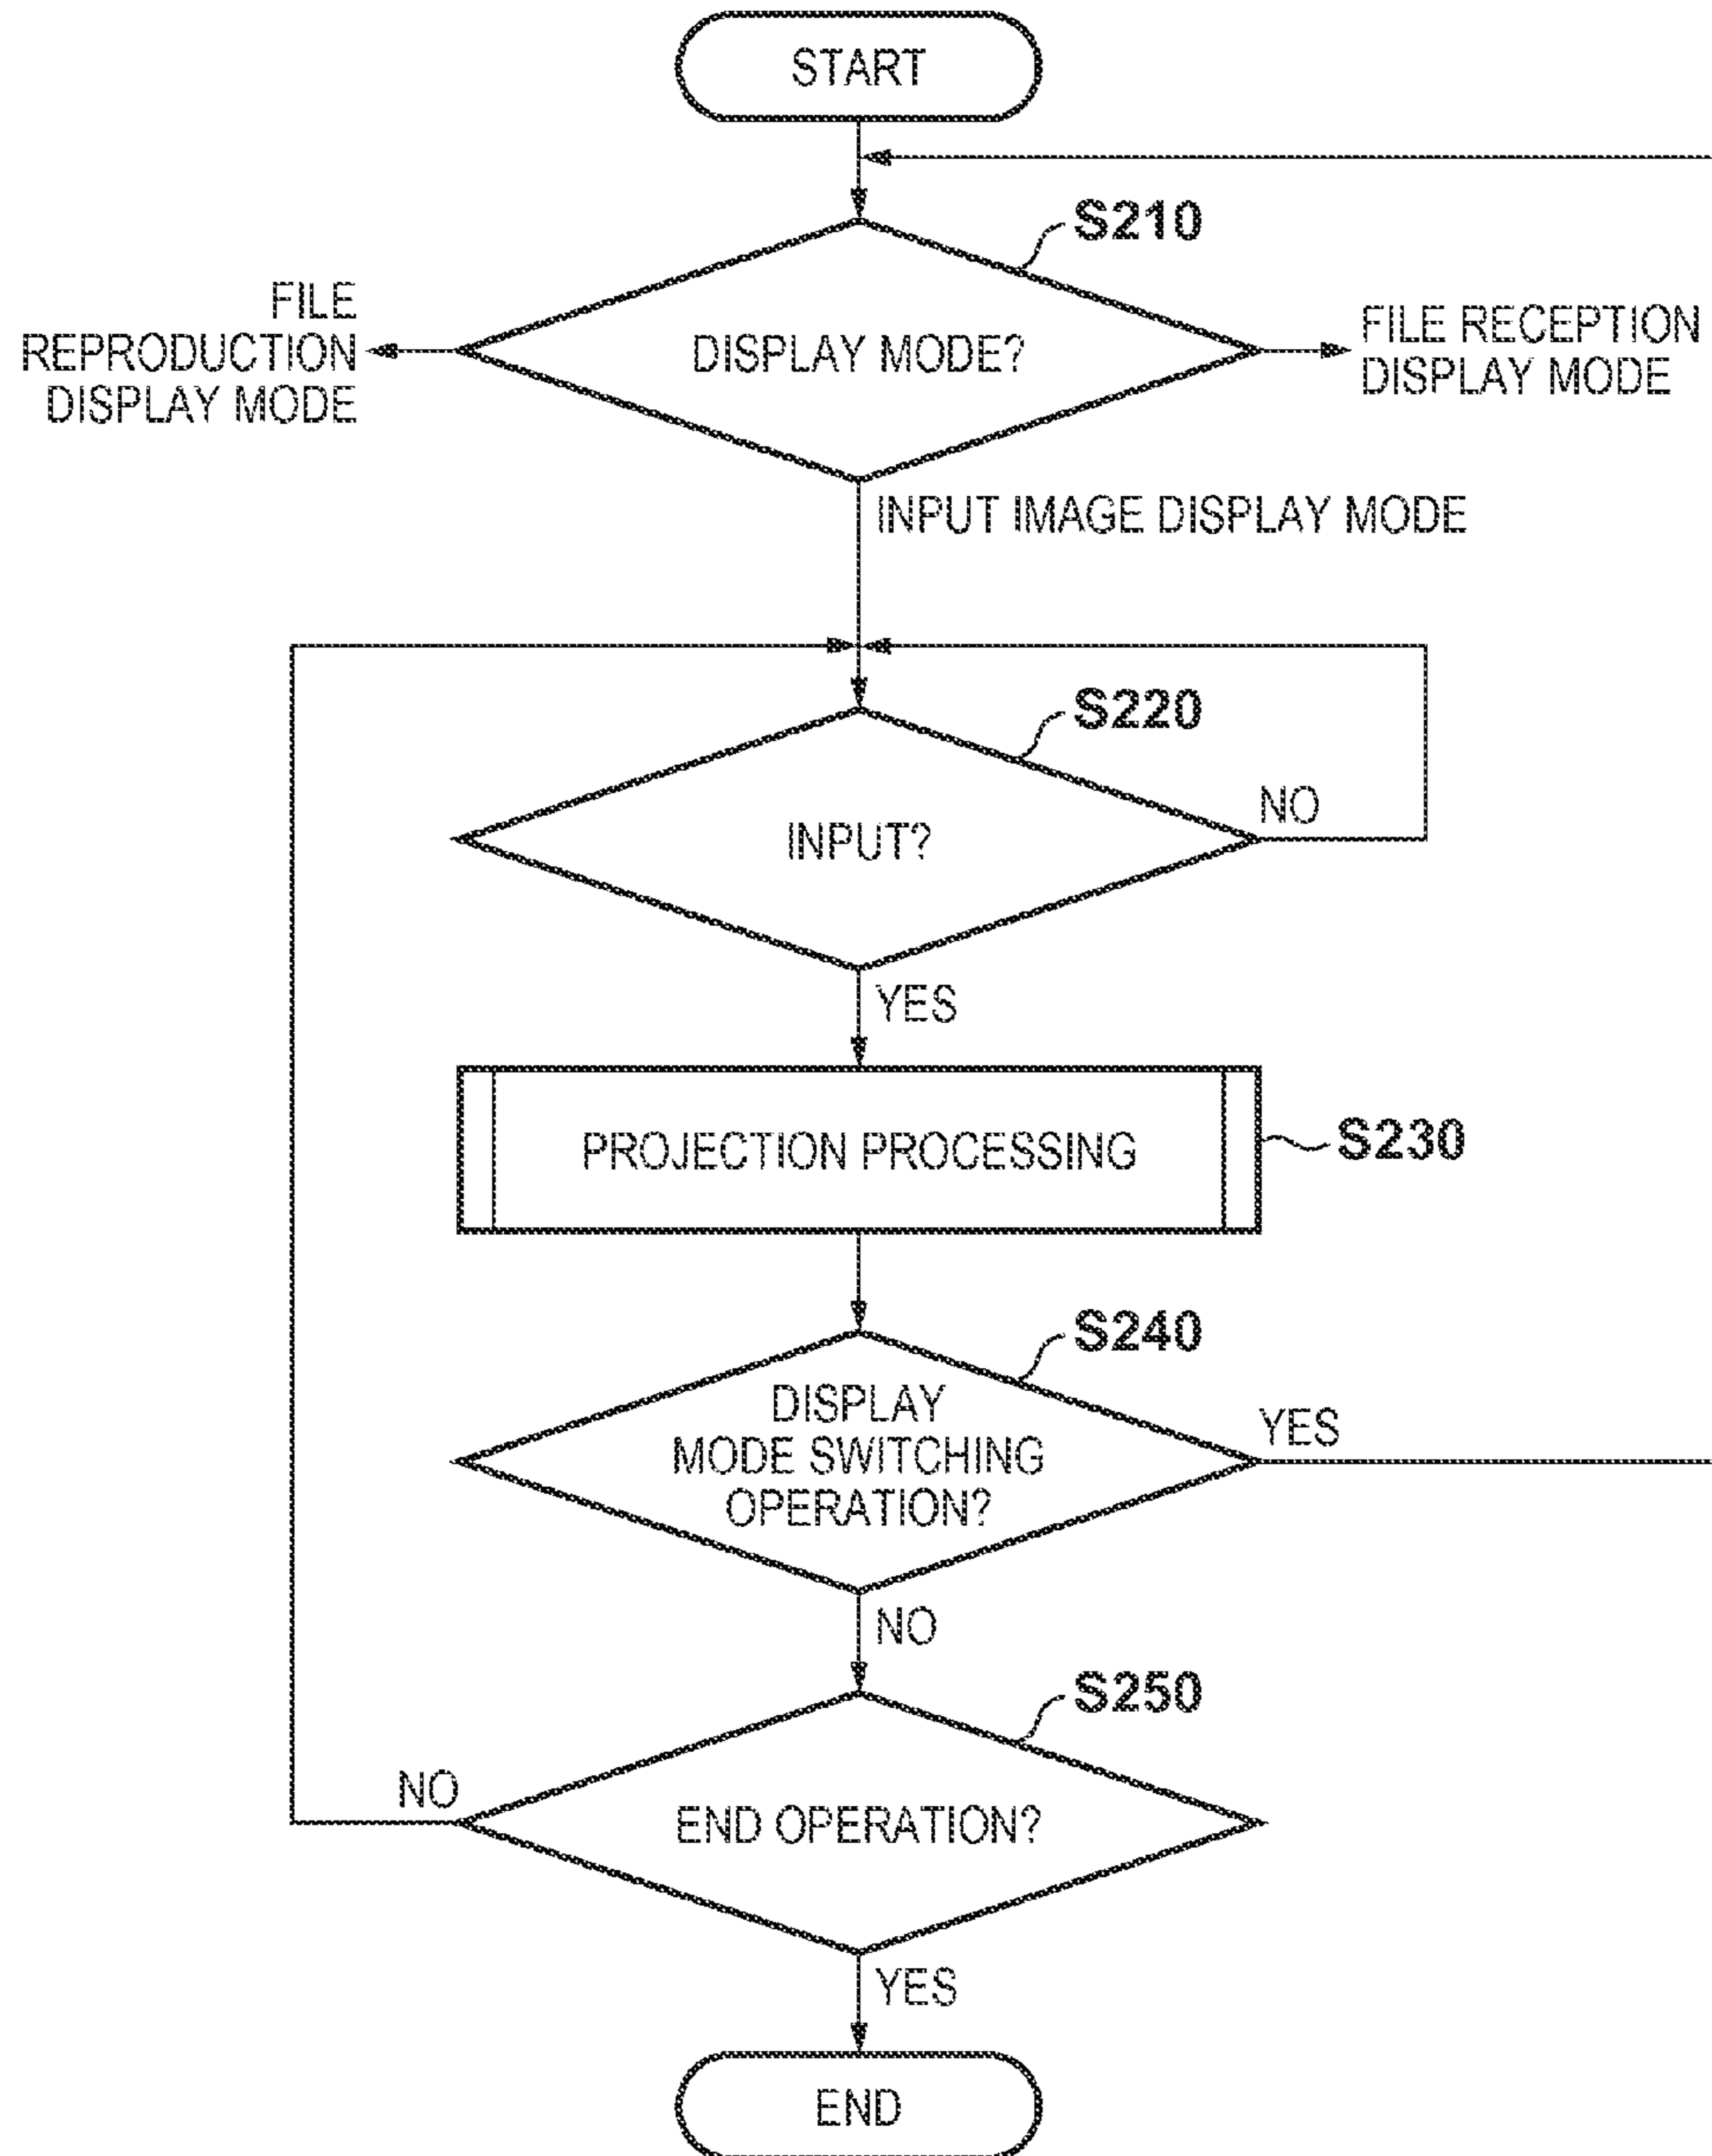 START
S210
FILE
REPRODUCTION
DISPLAY MODE
DISPLAY MODE?
FILE RECEPTION
DISPLAY MODE
INPUT IMAGE DISPLAY MODE
S220
INPUT?
NO
YES
PROJECTION PROCESSING
S230
S240
DISPLAY
MODE SWITCHING
OPERATION?
YES
NO
S250
END OPERATION?
NO
YES
END